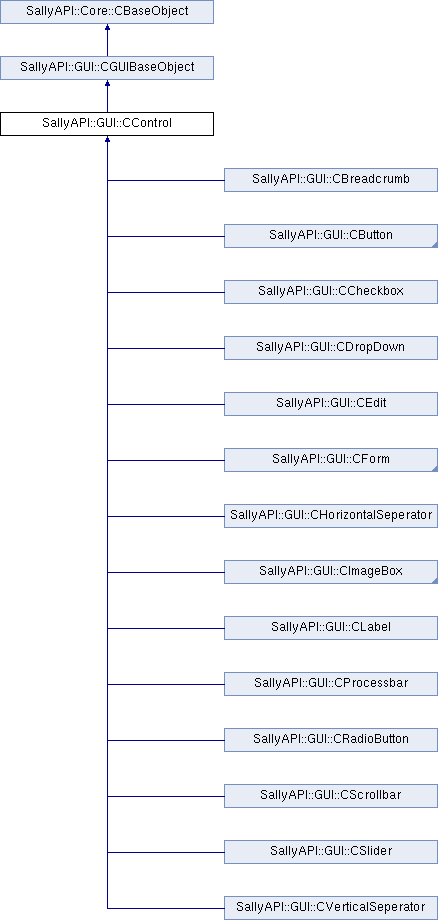 SallyAPI::Core::CBaseObject
SallyAPI::GUI::CGUIBaseObject
SallyAPI::GUI::CControl
SallyAPI::GUI::CBreadcrumb
SallyAPI::GUI::CButton
SallyAPI::GUI::CCheckbox
SallyAPI::GUI::CDropDown
SallyAPI::GUI::CEdit
SallyAPI::GUI::CForm
SallyAPI::GUI::CHorizontalSeperator
SallyAPI::GUI::CImageBox
SallyAPI::GUI::CLabel
SallyAPI::GUI::CProcessbar
SallyAPI::GUI::CRadioButton
SallyAPI::GUI::CScrollbar
SallyAPI::GUI::CSlider
SallyAPI::GUI::CVerticalSeperator